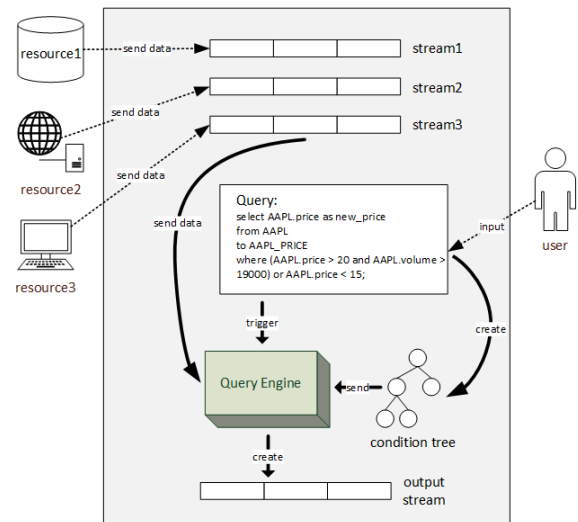 resource1
send data
stream1
stream2
send data
stream3
resource2
send data
Query:
select AAPL.price as new_price
from AAPL
to AAPL_PRICE
where (AAPL.price > 20 and AAPL.volume >
19000) or AAPL.price < 15;
send data
input
user
resource3
trigger
create
Query Engine
send
condition tree
create
output
stream